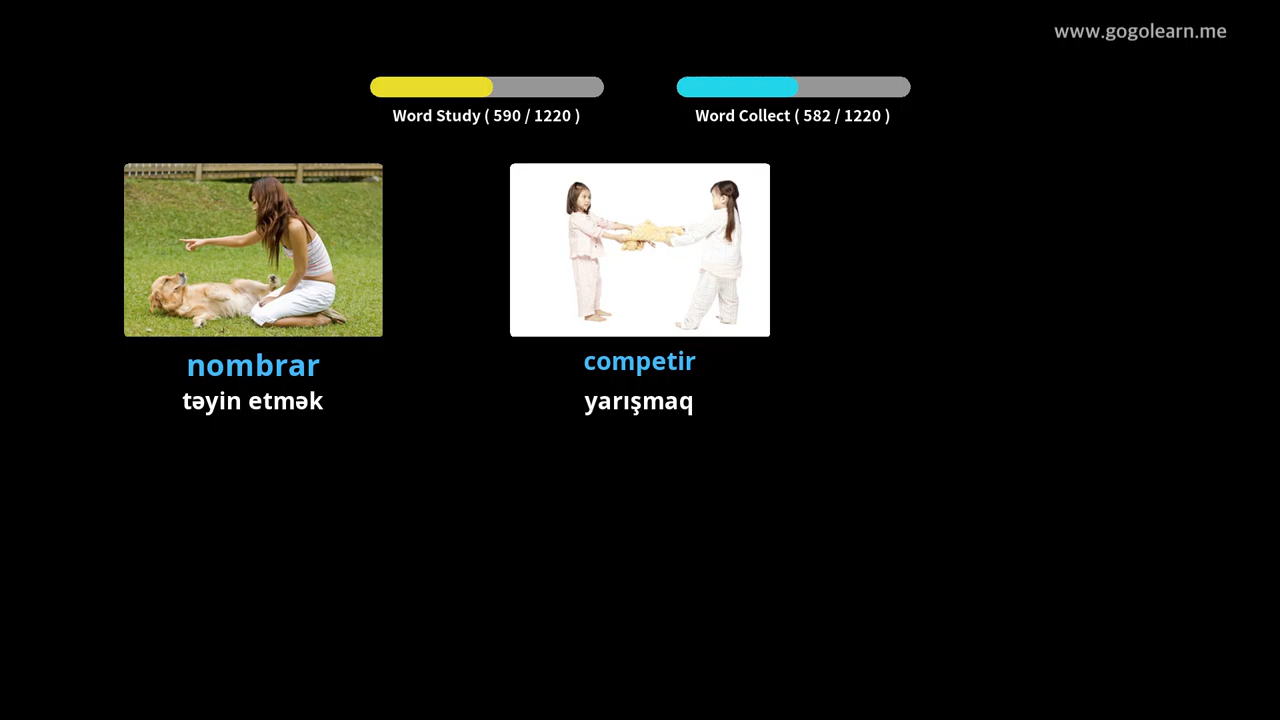 www.gogolearn.me
Word Study ( 590 / 1220 )
Word Collect ( 582 / 1220 )
nombrar
təyin etmək
competir
yarışmaq